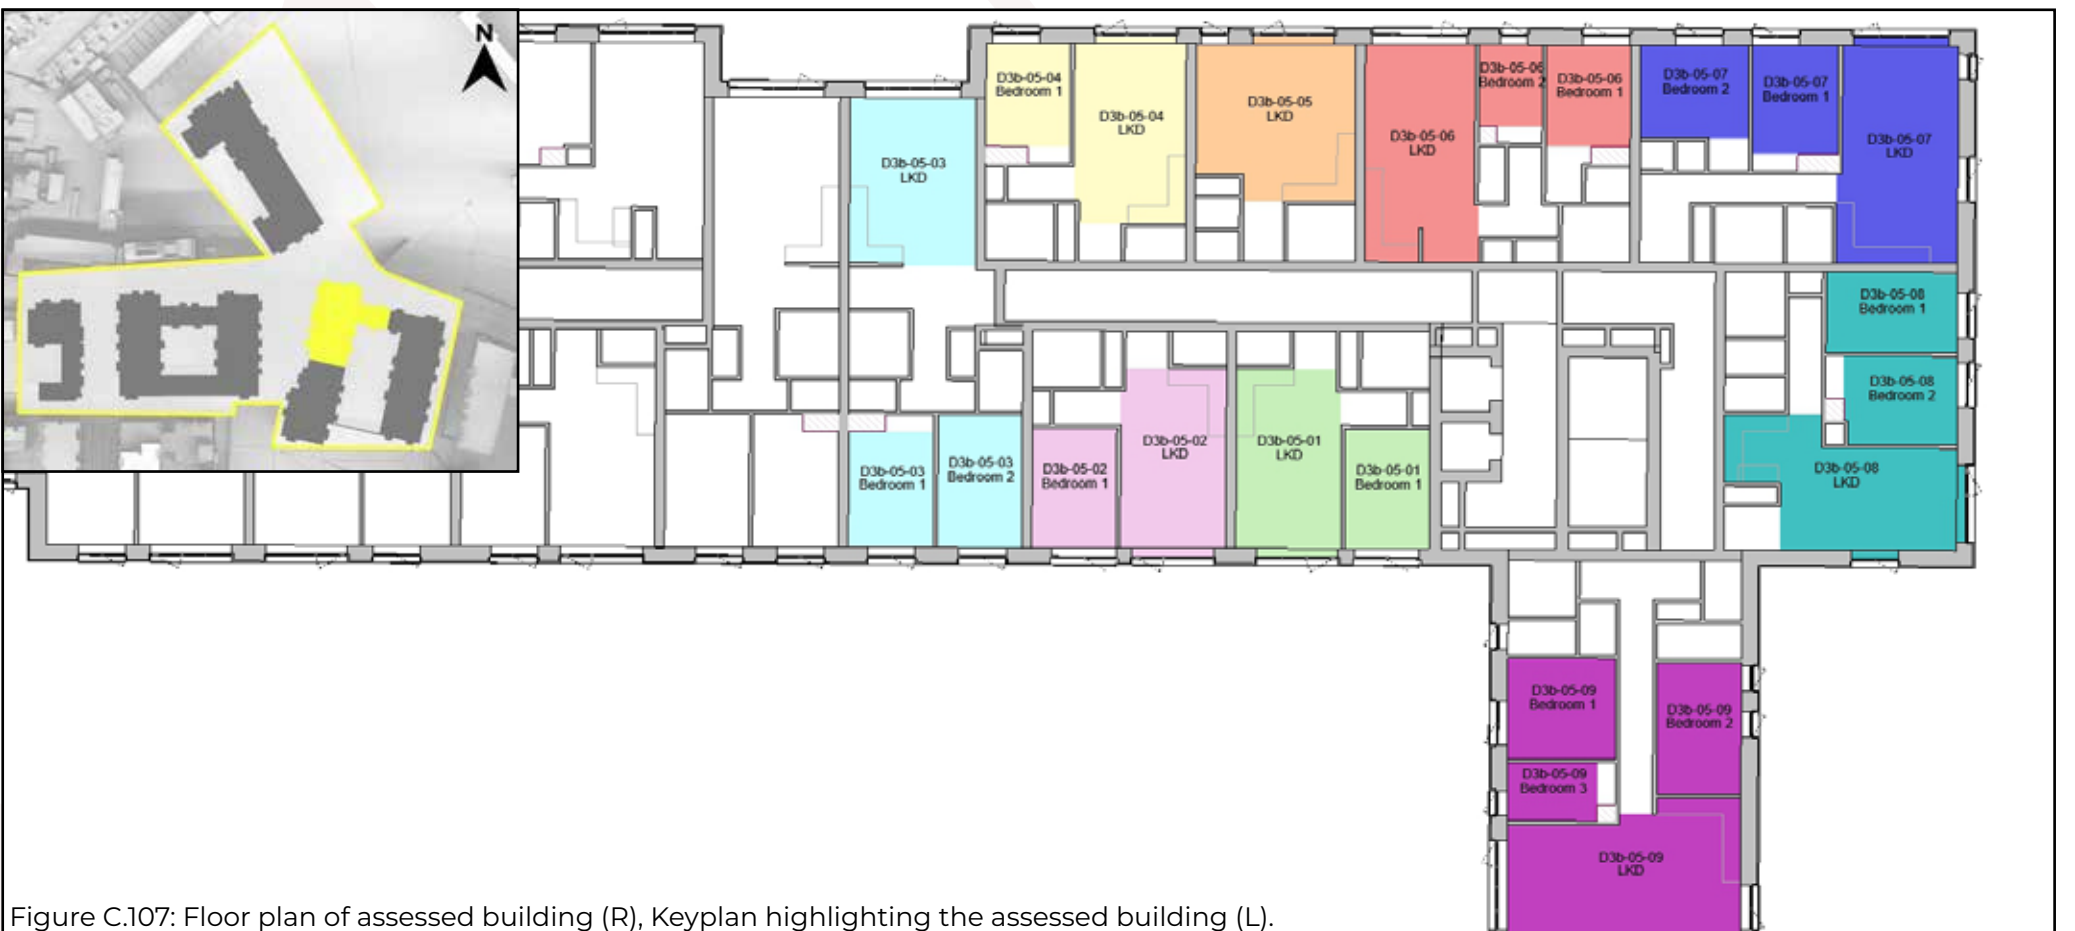 N
D3b-05-04
Bedroom 1
D3b-05-04
LKD
D3b-05-05
LKD
D3b-05-06
LKD
D3b-05-06
Bedroom 2
D3b-05-06
Bedroom 1
D3b-05-07
Bedroom 2
D3b-05-07
Bedroom 1
D3b-05-07
LKD
D3b-05-03
LKD
D3b-05-08
Bedroom 1
D3b-05-08
Bedroom 2
D3b-05-08
LKD
D3b-05-03
Bedroom 1
D3b-05-03
Bedroom 2
D3b-05-02
Bedroom 1
D3b-05-02
LKD
D3b-05-01
LKD
D3b-05-01
Bedroom 1
D3b-05-09
Bedroom 1
D3b-05-09
Bedroom 2
D3b-05-09
Bedroom 3
D3b-05-09
LKD
Figure C.107: Floor plan of assessed building (R), Keyplan highlighting the assessed building (L).